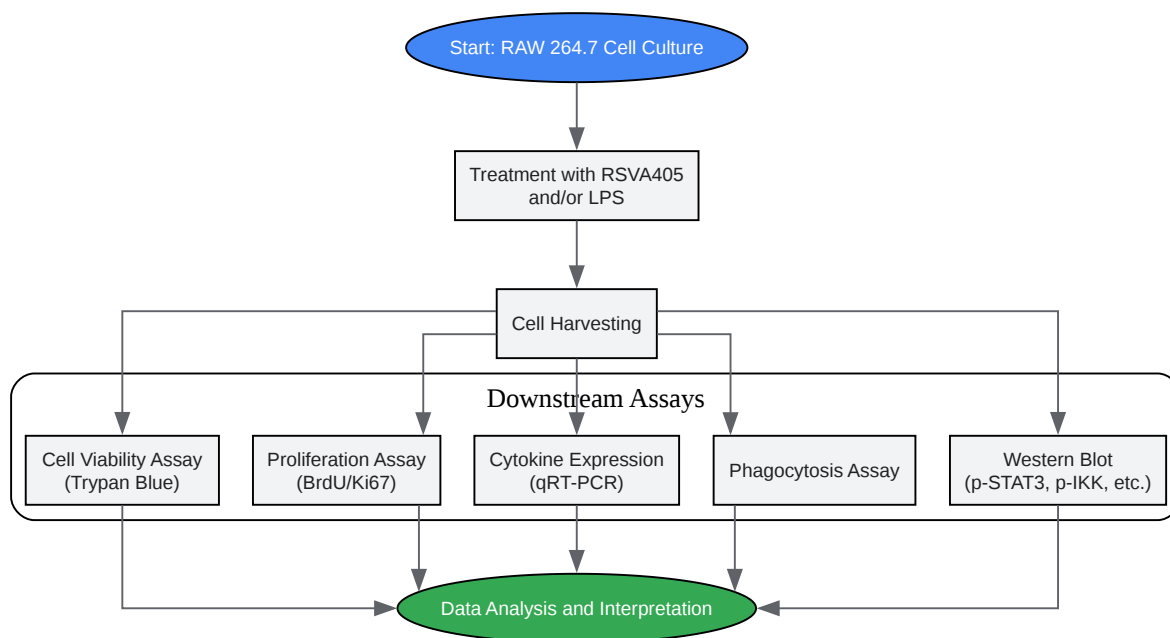 Start: RAW 264.7 Cell Culture
Treatment with RSVA405
and/or LPS
Cell Harvesting
Downstream Assays
Cell Viability Assay
(Trypan Blue)
Proliferation Assay
(BrdU/Ki67)
Cytokine Expression
(qRT-PCR)
Phagocytosis Assay
Western Blot
(p-STAT3, p-IKK, etc.)
Data Analysis and Interpretation